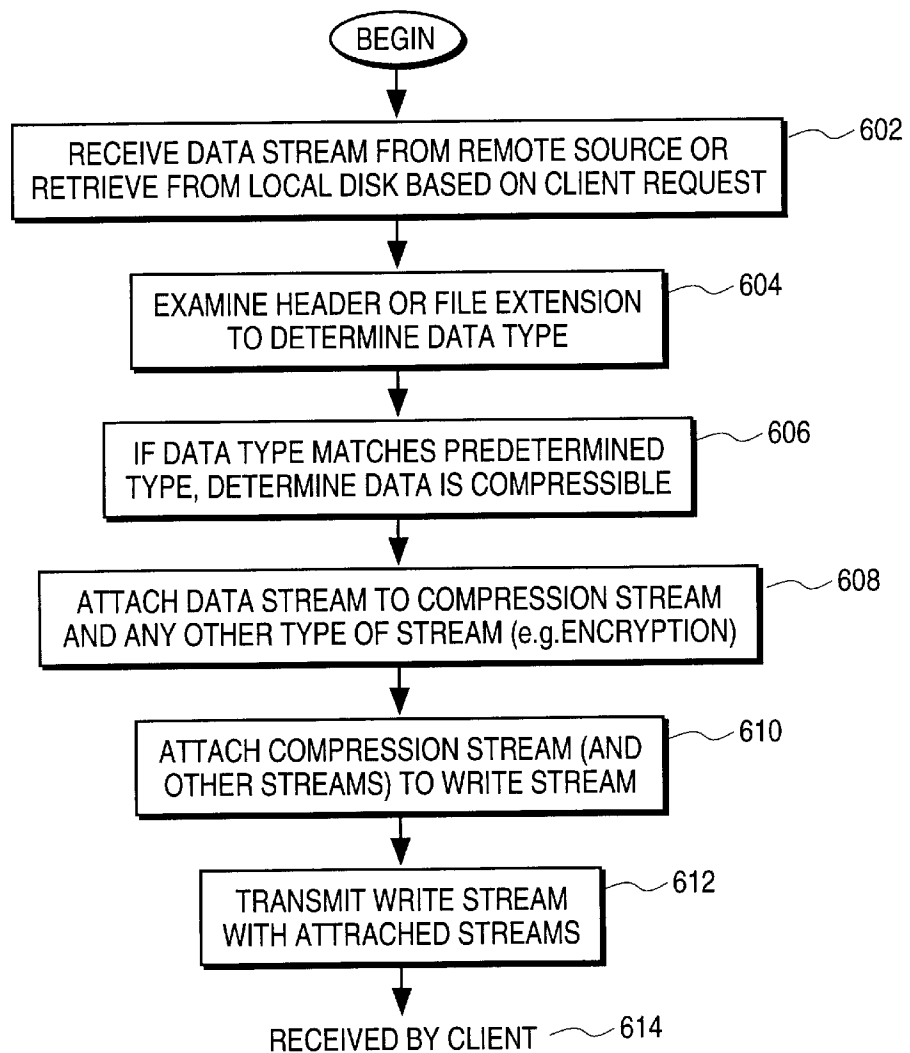 BEGIN
RECEIVE DATA STREAM FROM REMOTE SOURCE OR
RETRIEVE FROM LOCAL DISK BASED ON CLIENT REQUEST
602
EXAMINE HEADER OR FILE EXTENSION
TO DETERMINE DATA TYPE
604
IF DATA TYPE MATCHES PREDETERMINED
TYPE, DETERMINE DATA IS COMPRESSIBLE
606
ATTACH DATA STREAM TO COMPRESSION STREAM
AND ANY OTHER TYPE OF STREAM (e.g.ENCRYPTION)
608
ATTACH COMPRESSION STREAM (AND
OTHER STREAMS) TO WRITE STREAM
610
TRANSMIT WRITE STREAM
WITH ATTRACHED STREAMS
612
RECEIVED BY CLIENT
614